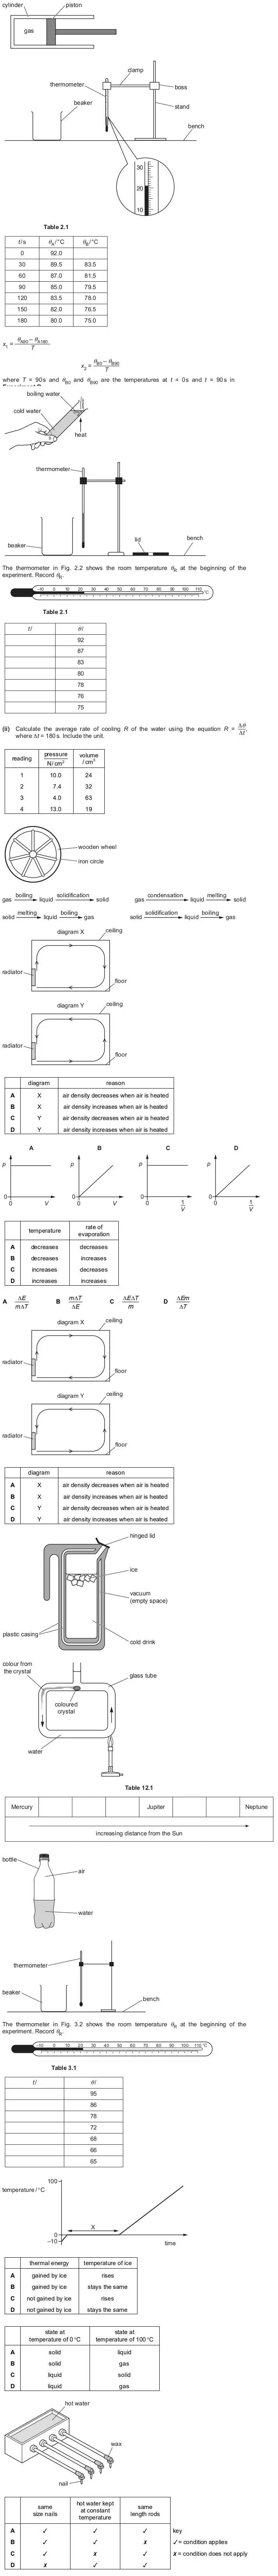 cylinder piston
gas
clamp
thermometer
boss
beaker
stand
bench
30
20
10
Table 2.1
t/s θA/°C θB/°C
0 92.0
30 89.5 83.5
60 87.0 81.5
90 85.0 79.5
120 83.5 78.0
150 82.0 76.5
180 80.0 75.0
x1 = (θA90 – θA180)/T
x2 = (θB0 – θB90)/T
where T = 90s and θB0 and θB90 are the temperatures at t = 0s and t = 90s in
boiling water
cold water
heat
thermometer
beaker
lid
bench
The thermometer in Fig. 2.2 shows the room temperature θR at the beginning of the
experiment. Record θR.
–10 0 10 20 30 40 50 60 70 80 90 100 110 °C
Table 2.1
t/ θ/
92
87
83
80
78
76
75
(ii) Calculate the average rate of cooling R of the water using the equation R = Δθ/Δt,
where Δt = 180 s. Include the unit.
reading pressure N/cm² volume /cm³
1 10.0 24
2 7.4 32
3 4.0 63
4 13.0 19
wooden wheel
iron circle
gas boiling liquid solidification solid
gas condensation liquid melting solid
solid melting liquid boiling gas
solid solidification liquid boiling gas
diagram X
ceiling
radiator
floor
diagram Y
ceiling
radiator
floor
diagram reason
A X air density decreases when air is heated
B X air density increases when air is heated
C Y air density decreases when air is heated
D Y air density increases when air is heated
A B C D
p p p p
0 0 0 0
0 V 0 V 0 1/V 0 1/V
temperature rate of evaporation
A decreases decreases
B decreases increases
C increases decreases
D increases increases
A ΔE/mΔT B mΔT/ΔE C ΔEΔT/m D ΔEm/ΔT
diagram X
ceiling
radiator
floor
diagram Y
ceiling
radiator
floor
diagram reason
A X air density decreases when air is heated
B X air density increases when air is heated
C Y air density decreases when air is heated
D Y air density increases when air is heated
hinged lid
ice
vacuum
(empty space)
plastic casing
cold drink
colour from
the crystal
glass tube
coloured
crystal
water
Table 12.1
Mercury Jupiter Neptune
increasing distance from the Sun
bottle
air
water
thermometer
beaker
bench
The thermometer in Fig. 3.2 shows the room temperature θR at the beginning of the
experiment. Record θR.
–10 0 10 20 30 40 50 60 70 80 90 100 110 °C
Table 3.1
t/ θ/
95
86
78
72
68
66
65
100
temperature/°C
X
0
–10
time
thermal energy temperature of ice
A gained by ice rises
B gained by ice stays the same
C not gained by ice rises
D not gained by ice stays the same
state at temperature of 0°C state at temperature of 100°C
A solid liquid
B solid gas
C liquid solid
D liquid gas
hot water
wax
nail
same size nails hot water kept at constant temperature same length rods
A ✓ ✓ ✓ key
B ✓ ✓ ✗ ✓= condition applies
C ✓ ✗ ✓ ✗ = condition does not apply
D ✗ ✓ ✓